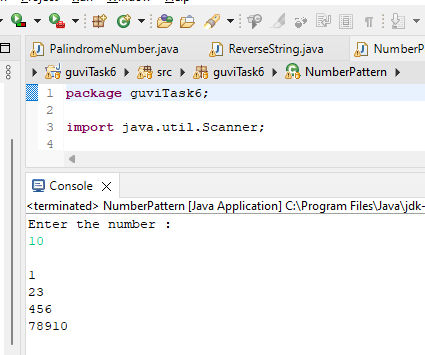 PalindromeNumber.java ReverseString.java NumberP
guviTask6 src guviTask6 NumberPattern
1 package guviTask6;
2
3 import java.util.Scanner;
4
Console
<terminated> NumberPattern [Java Application] C:\Program Files\Java\jdk-
Enter the number :
10
1
23
456
78910